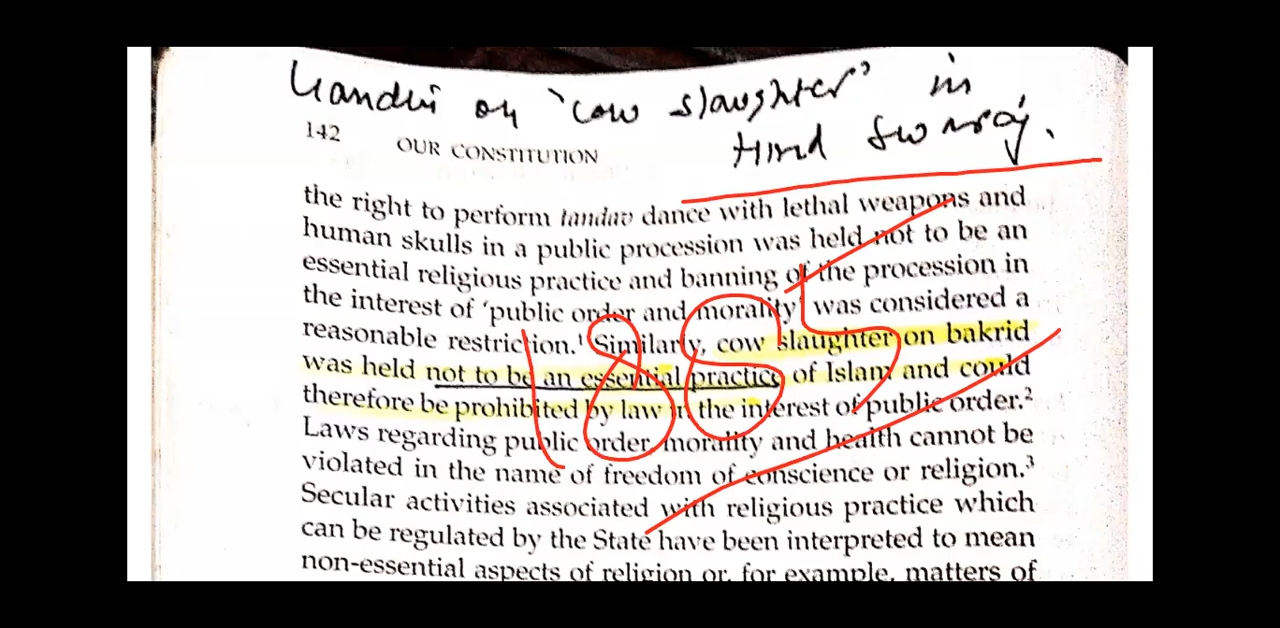 Gandhi on 'cow slaughter' in
Hind Swaraj.
142 OUR CONSTITUTION
the right to perform tandav dance with lethal weapons and
human skulls in a public procession was held not to be an
essential religious practice and banning of the procession in
the interest of 'public order and morality' was considered a
reasonable restriction.¹ Similarly, cow slaughter on bakrid
was held not to be an essential practice of Islam and could
therefore be prohibited by law in the interest of public order.²
Laws regarding public order, morality and health cannot be
violated in the name of freedom of conscience or religion.³
Secular activities associated with religious practice which
can be regulated by the State have been interpreted to mean
non-essential aspects of religion or, for example, matters of
1885